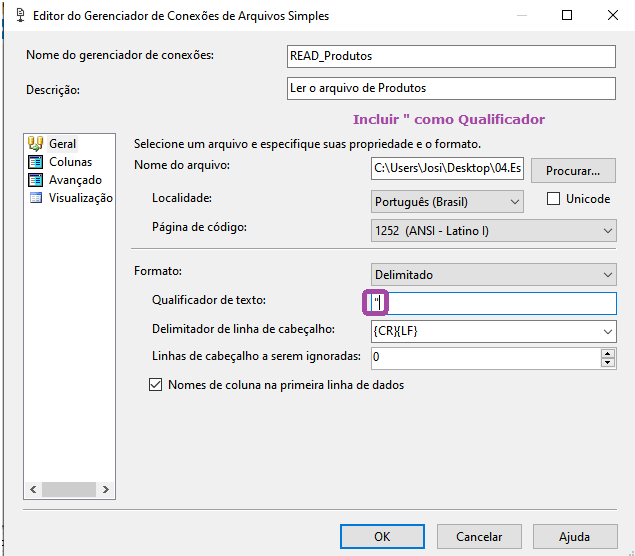 Editor do Gerenciador de Conexões de Arquivos Simples
Nome do gerenciador de conexões: READ_Produtos
Descrição: Ler o arquivo de Produtos
Incluir " como Qualificador
Geral
Colunas
Avançado
Visualização
Selecione um arquivo e especifique suas propriedade e o formato.
Nome do arquivo: C:\Users\Josi\Desktop\04.Es Procurar...
Localidade: Português (Brasil) Unicode
Página de código: 1252 (ANSI - Latino I)
Formato: Delimitado
Qualificador de texto: "
Delimitador de linha de cabeçalho: {CR}{LF}
Linhas de cabeçalho a serem ignoradas: 0
Nomes de coluna na primeira linha de dados
OK Cancelar Ajuda